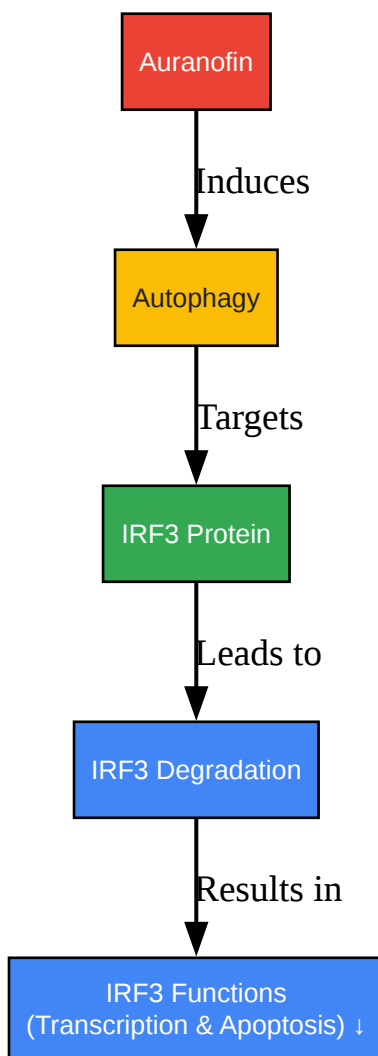 Auranofin
Induces
Autophagy
Targets
IRF3 Protein
Leads to
IRF3 Degradation
Results in
IRF3 Functions
(Transcription & Apoptosis) ↓